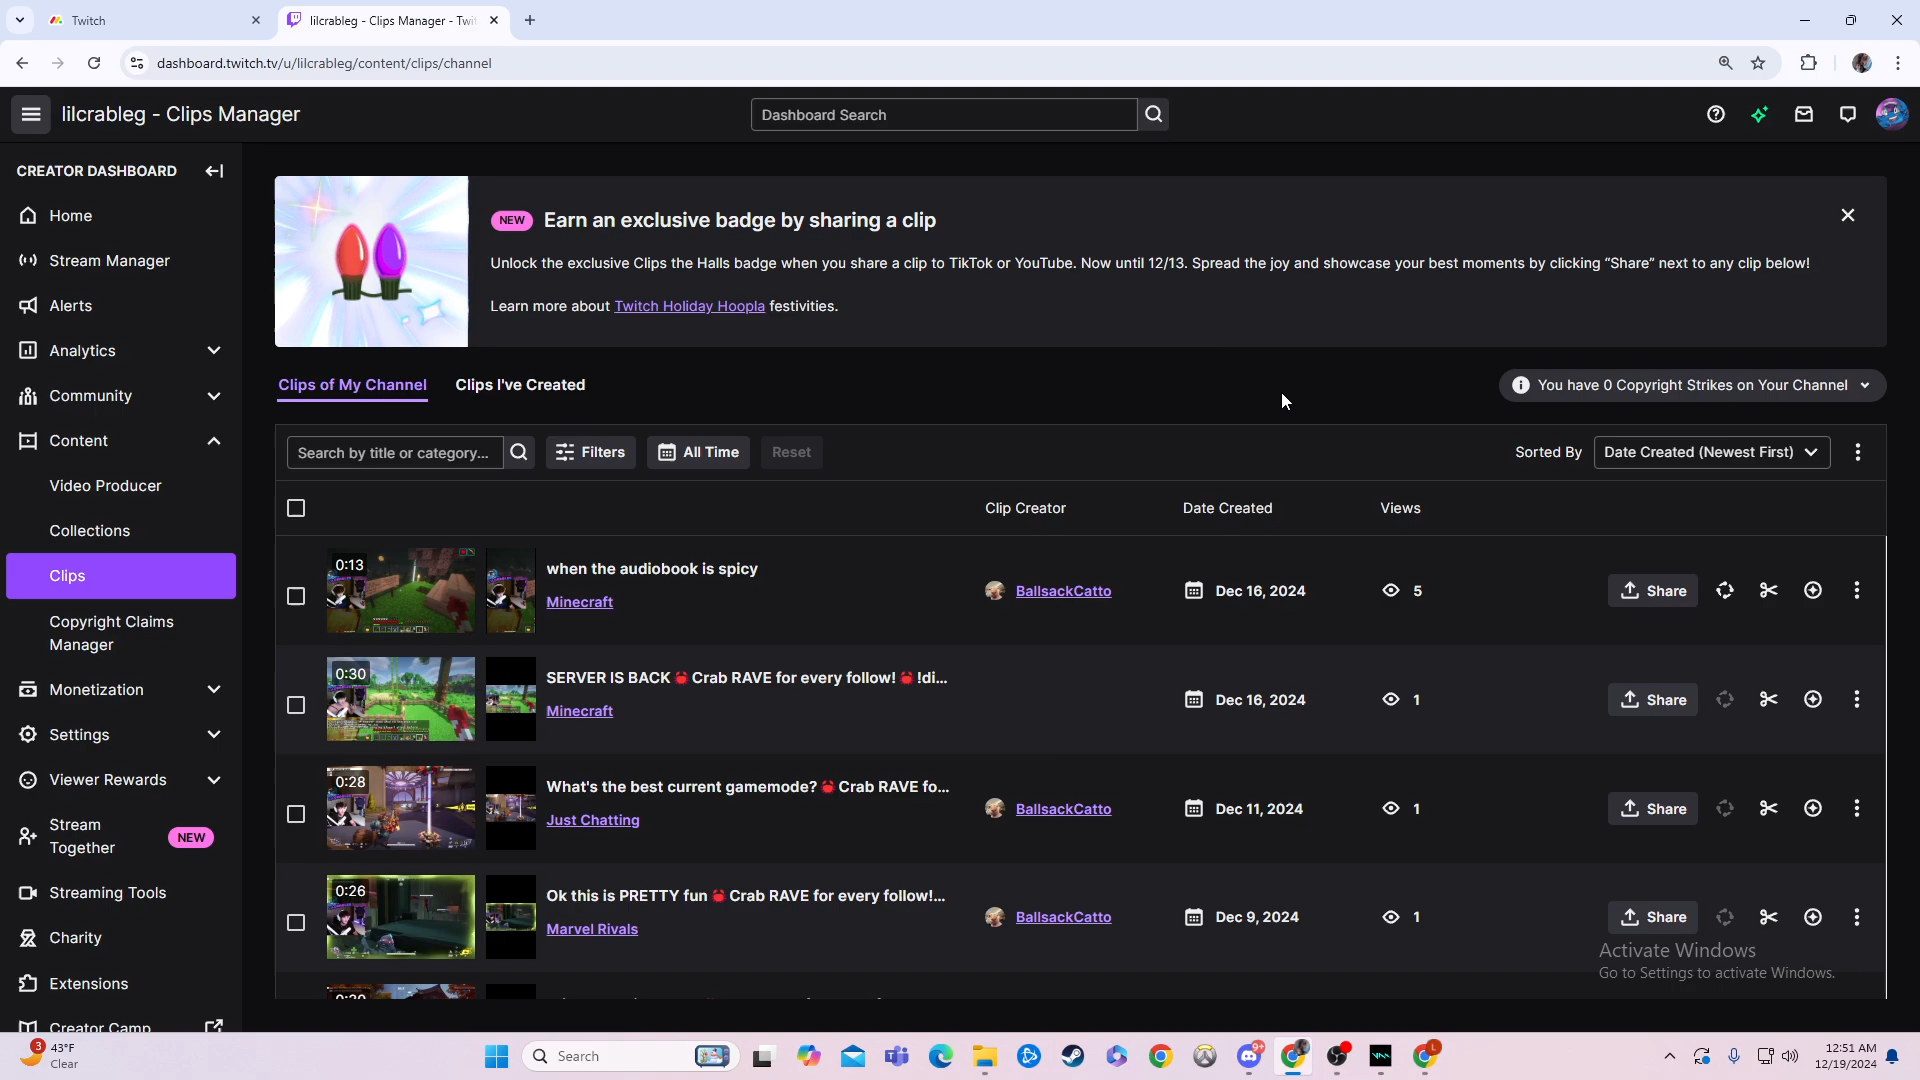 Twitch
lilcrableg - Clips Manager - Twi
dashboard.twitch.tv/u/lilcrableg/content/clips/channel
lilcrableg - Clips Manager
Dashboard Search
CREATOR DASHBOARD
Home
Stream Manager
Alerts
Analytics
Community
Content
Video Producer
Collections
Clips
Copyright Claims
Manager
Monetization
Settings
Viewer Rewards
Stream
Together
NEW
Streaming Tools
Charity
Extensions
Creator Camp
NEW Earn an exclusive badge by sharing a clip
Unlock the exclusive Clips the Halls badge when you share a clip to TikTok or YouTube. Now until 12/13. Spread the joy and showcase your best moments by clicking “Share” next to any clip below!
Learn more about Twitch Holiday Hoopla festivities.
Clips of My Channel Clips I've Created
You have 0 Copyright Strikes on Your Channel
Search by title or category... Filters All Time Reset
Sorted By Date Created (Newest First)
Clip Creator Date Created Views
0:13 when the audiobook is spicy
Minecraft
BallsackCatto Dec 16, 2024 5 Share
0:30 SERVER IS BACK 🦀 Crab RAVE for every follow! 🦀 !di...
Minecraft
Dec 16, 2024 1 Share
0:28 What's the best current gamemode? 🦀 Crab RAVE fo...
Just Chatting
BallsackCatto Dec 11, 2024 1 Share
0:26 Ok this is PRETTY fun 🦀 Crab RAVE for every follow!...
Marvel Rivals
BallsackCatto Dec 9, 2024 1 Share
Activate Windows
Go to Settings to activate Windows.
3 43°F
Clear
Search
9+
12:51 AM
12/19/2024